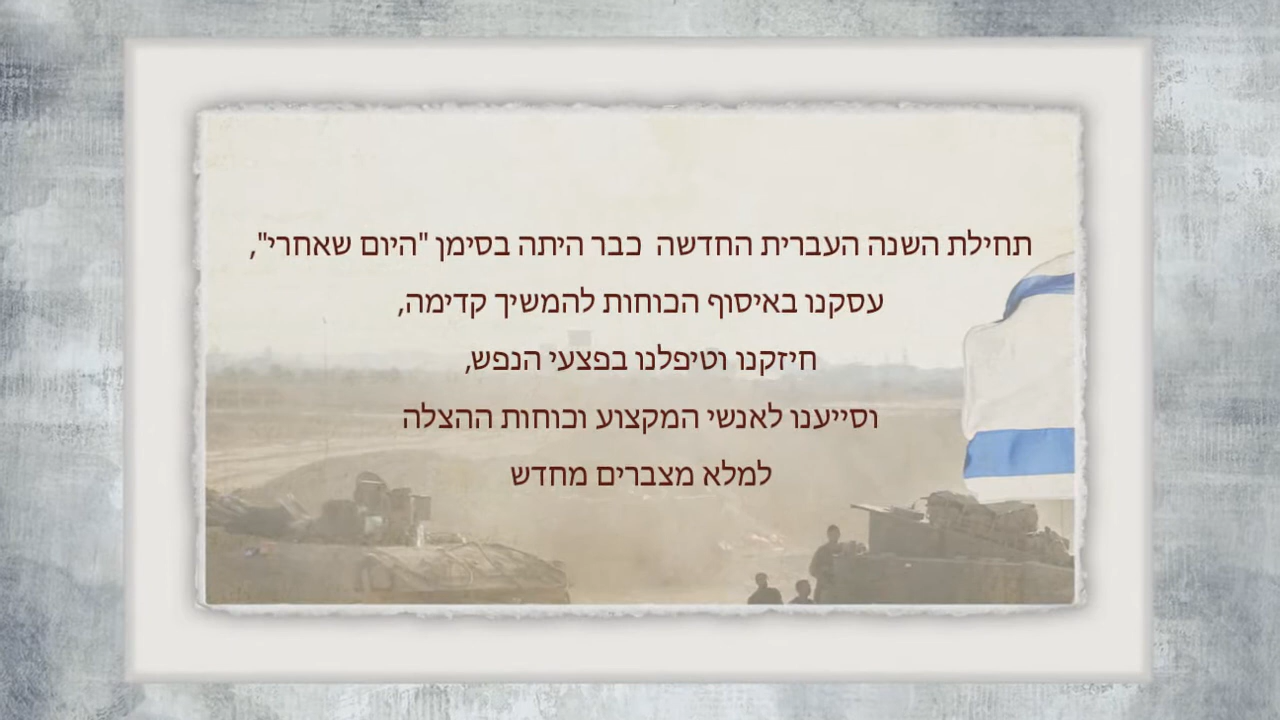 תחילת השנה העברית החדשה  כבר היתה בסימן "היום שאחרי",
עסקנו באיסוף הכוחות להמשיך קדימה,
חיזקנו וטיפלנו בפצעי הנפש,
וסייענו לאנשי המקצוע וכוחות ההצלה
למלא מצברים מחדש